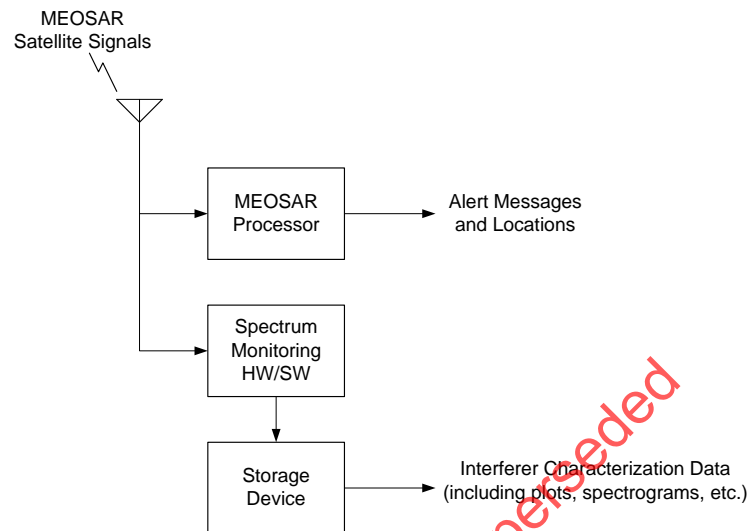 MEOSAR
Satellite Signals
MEOSAR
Processor
Alert Messages
and Locations
Spectrum
Monitoring
HW/SW
Storage
Device
Interferer Characterization Data
(including plots, spectrograms, etc.)
perseded